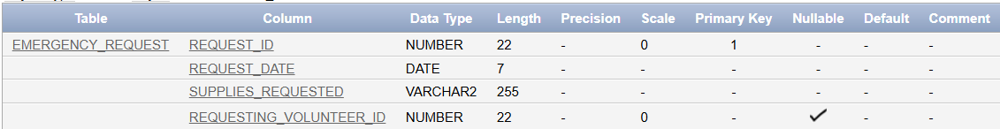 Table Column Data Type Length Precision Scale Primary Key Nullable Default Comment
EMERGENCY_REQUEST REQUEST_ID NUMBER 22 - 0 1 - - -
REQUEST_DATE DATE 7 - - - - - -
SUPPLIES_REQUESTED VARCHAR2 255 - - - - - -
REQUESTING_VOLUNTEER_ID NUMBER 22 - 0 - ✓ - -